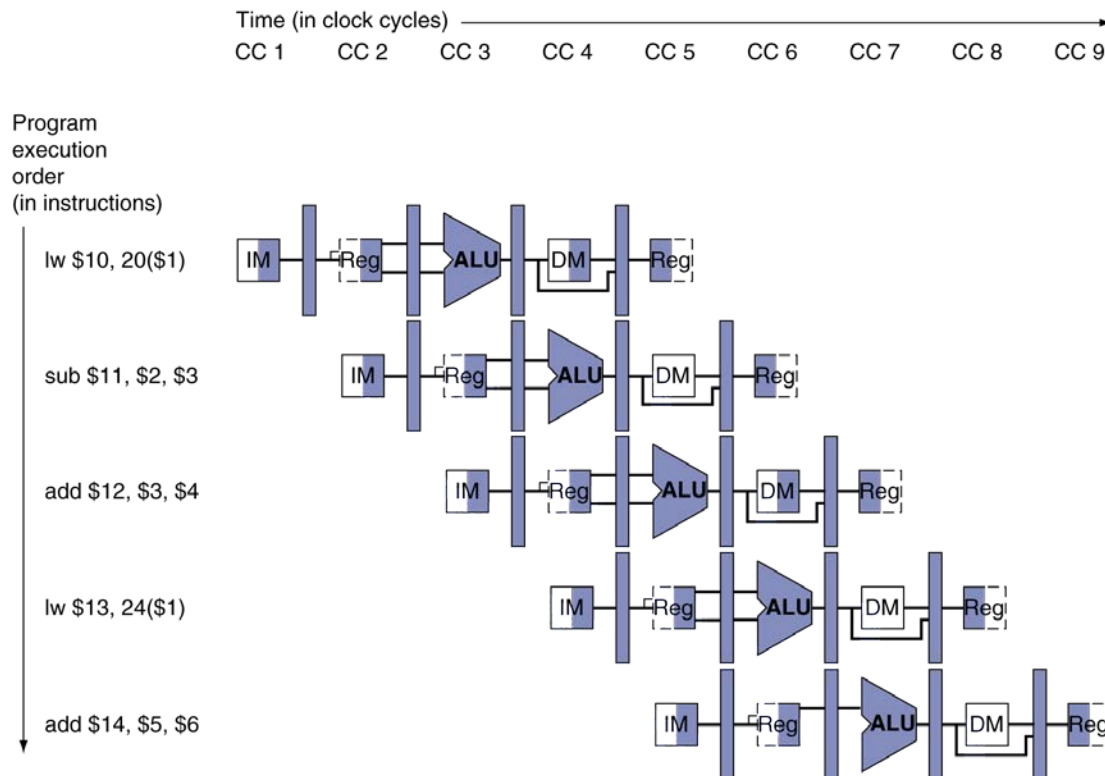 Time (in clock cycles)
CC 1 CC 2 CC 3 CC 4 CC 5 CC 6 CC 7 CC 8 CC 9
Program
execution
order
(in instructions)
lw $10, 20($1) IM Reg ALU DM Reg
sub $11, $2, $3 IM Reg ALU DM Reg
add $12, $3, $4 IM Reg ALU DM Reg
lw $13, 24($1) IM Reg ALU DM Reg
add $14, $5, $6 IM Reg ALU DM Reg